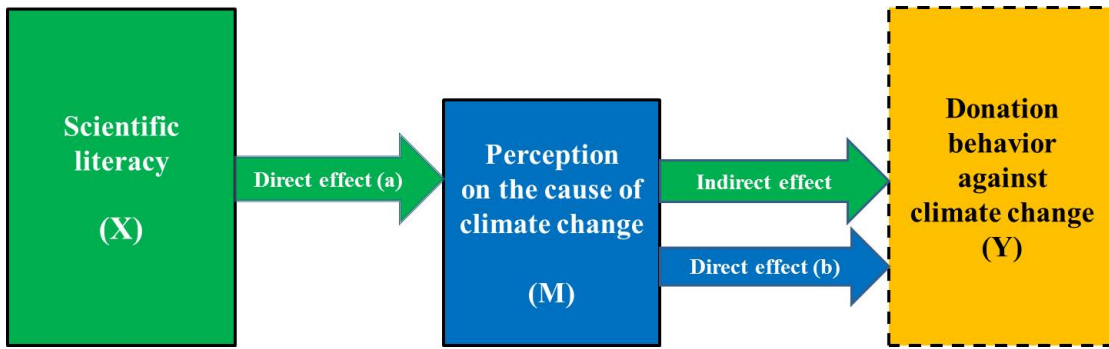 Scientific
literacy
(X)
Direct effect (a)
Perception
on the cause of
climate change
(M)
Indirect effect
Direct effect (b)
Donation
behavior
against
climate change
(Y)